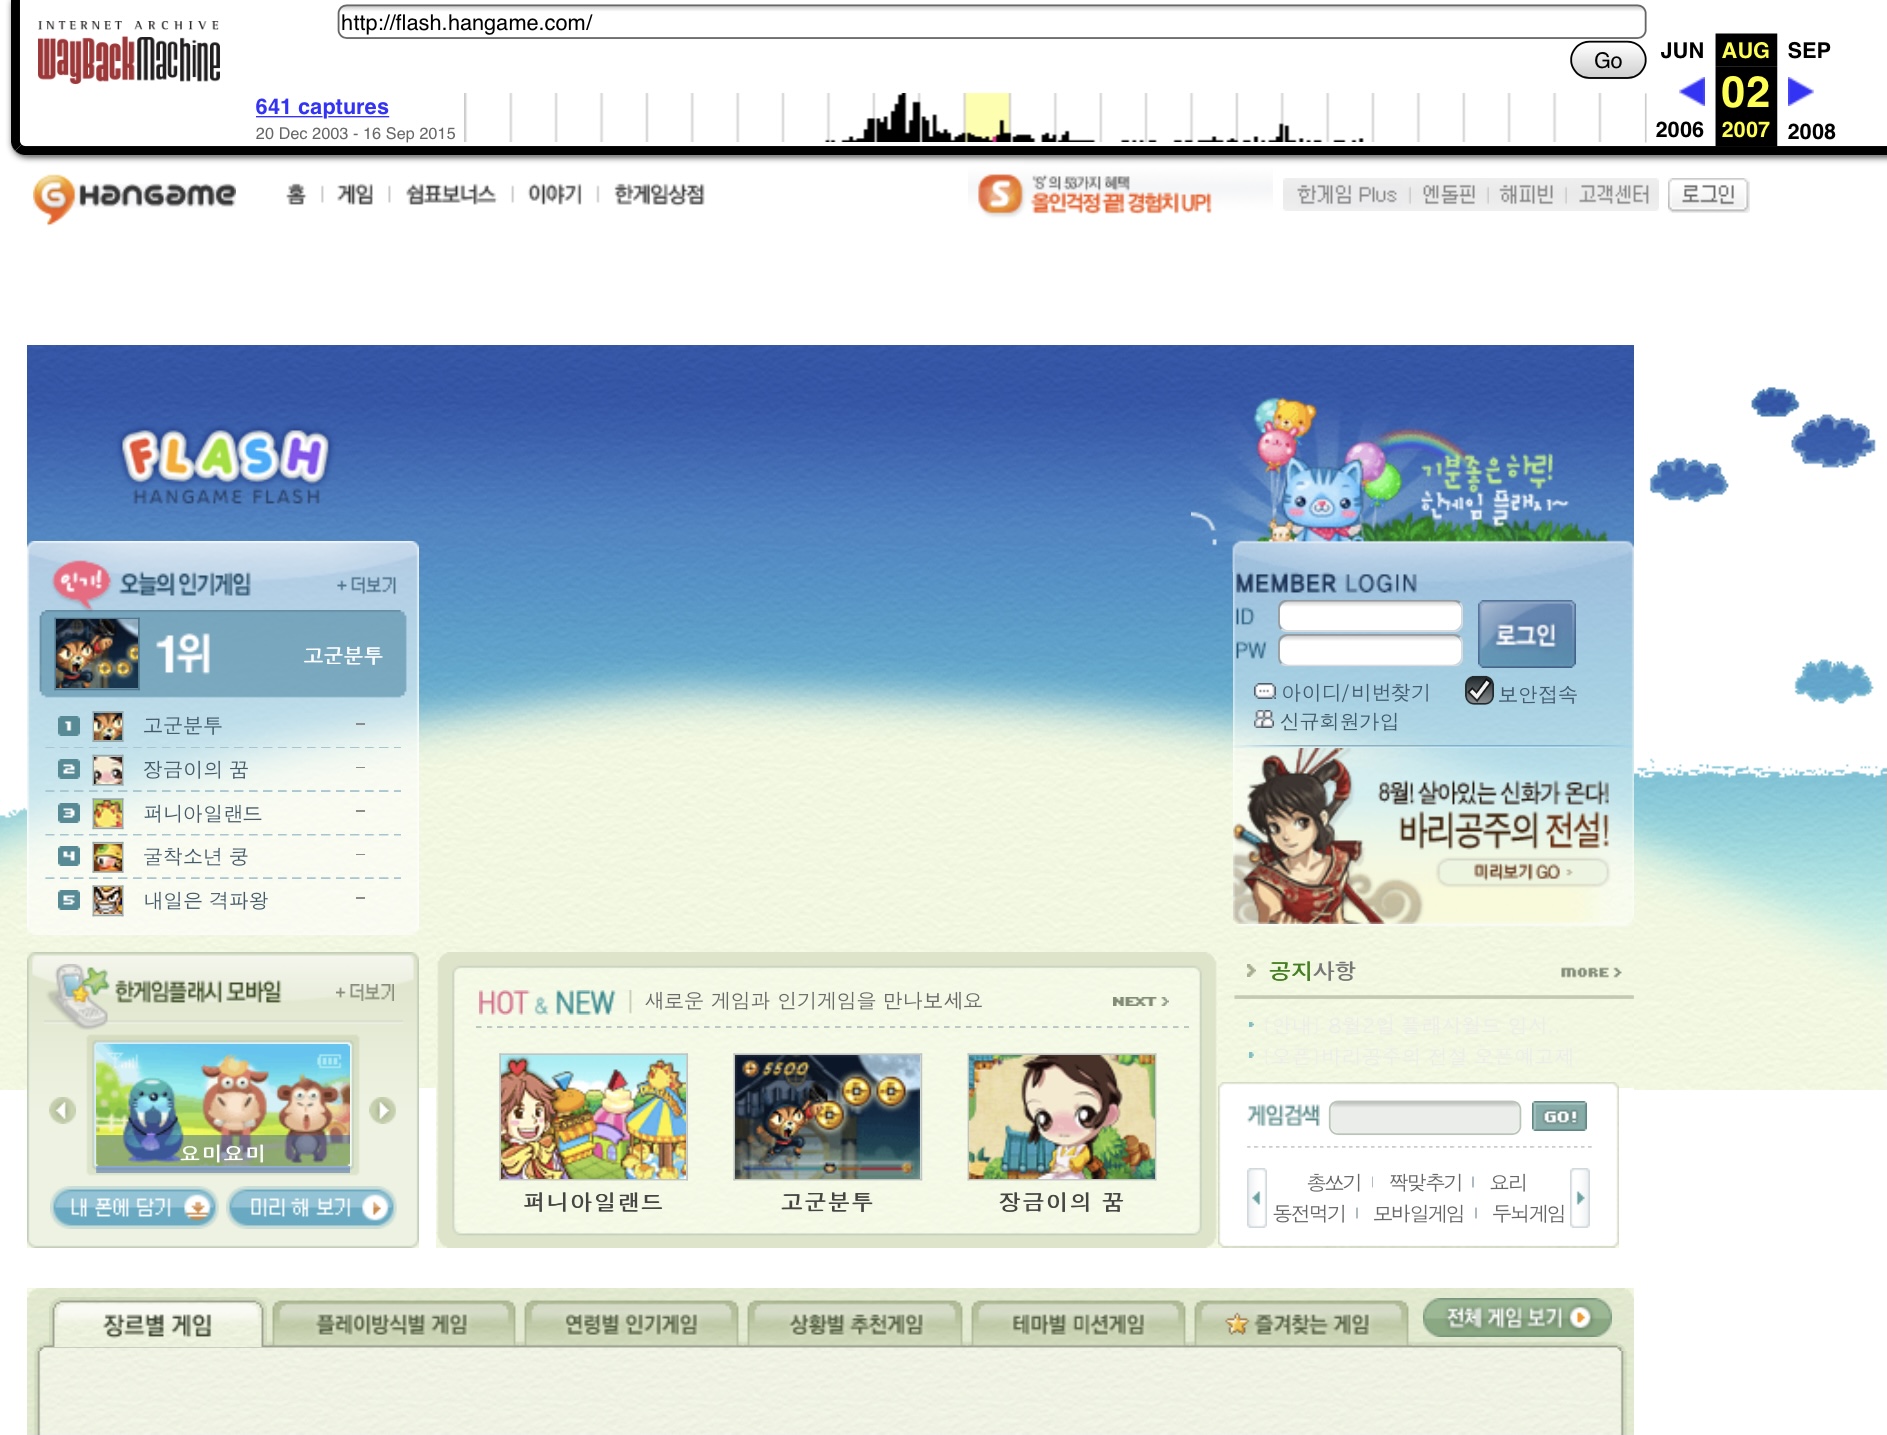 INTERNET ARCHIVE
WayBackMachine
http://flash.hangame.com/
Go
JUN AUG SEP
02
2006 2007 2008
641 captures
20 Dec 2003 - 16 Sep 2015
HANGAME
홈 게임 쉼표보너스 이야기 한게임상점
'S'의 53가지 혜택
올인걱정 끝! 경험치 UP!
한게임 Plus 엔돌핀 해피빈 고객센터 로그인
FLASH
HANGAME FLASH
기분좋은하루!
한게임 플래시~
인기! 오늘의 인기게임 + 더보기
1위 고군분투
1 고군분투 -
2 장금이의 꿈 -
3 퍼니아일랜드 -
4 굴착소년 쿵 -
5 내일은 격파왕 -
MEMBER LOGIN
ID
PW
로그인
아이디/비번찾기 보안접속
신규회원가입
8월! 살아있는 신화가 온다!
바리공주의 전설!
미리보기 GO >
한게임플래시 모바일 + 더보기
요미요미
내 폰에 담기 미리 해 보기
HOT & NEW 새로운 게임과 인기게임을 만나보세요 NEXT >
5500
퍼니아일랜드 고군분투 장금이의 꿈
> 공지사항 MORE >
게임검색 GO!
총쏘기 짝맞추기 요리
동전먹기 모바일게임 두뇌게임
장르별 게임 플레이방식별 게임 연령별 인기게임 상황별 추천게임 테마별 미션게임 즐겨찾는 게임 전체 게임 보기